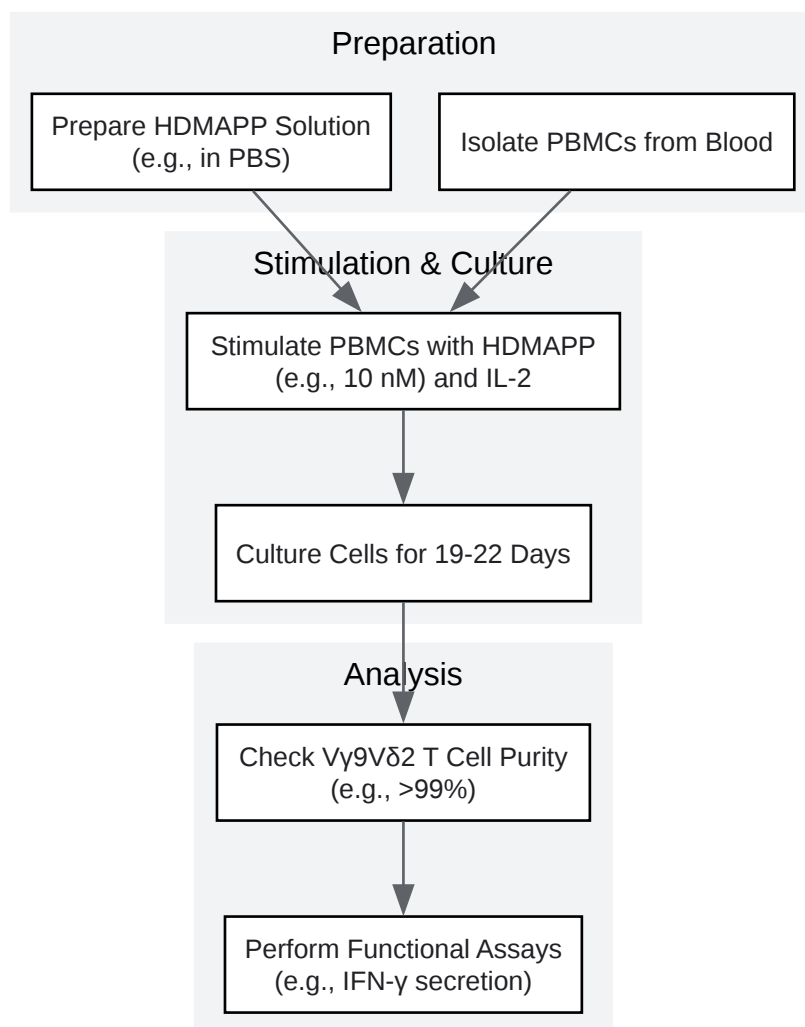 Preparation
Prepare HDMAPP Solution
(e.g., in PBS)
Isolate PBMCs from Blood
Stimulation & Culture
Stimulate PBMCs with HDMAPP
(e.g., 10 nM) and IL-2
Culture Cells for 19-22 Days
Analysis
Check Vγ9Vδ2 T Cell Purity
(e.g., >99%)
Perform Functional Assays
(e.g., IFN-γ secretion)